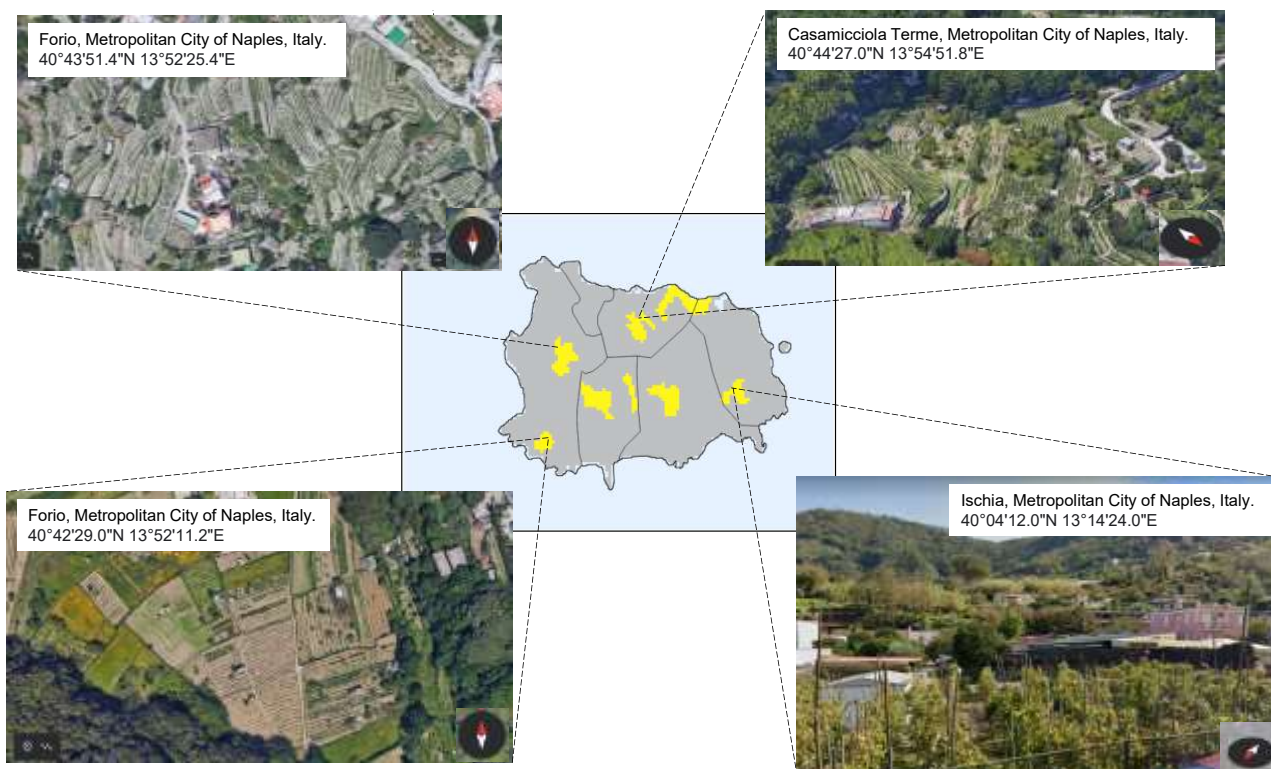 Forio, Metropolitan City of Naples, Italy.
40°43'51.4"N 13°52'25.4"E
Casamicciola Terme, Metropolitan City of Naples, Italy.
40°44'27.0"N 13°54'51.8"E
Forio, Metropolitan City of Naples, Italy.
40°42'29.0"N 13°52'11.2"E
Ischia, Metropolitan City of Naples, Italy.
40°04'12.0"N 13°14'24.0"E